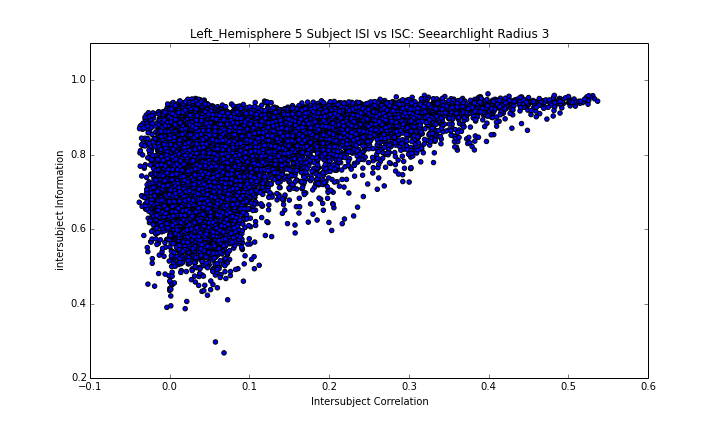 Left_Hemisphere 5 Subject ISI vs ISC: Seearchlight Radius 3
1.0
0.8
0.6
0.4
0.2
intersubject Information
-0.1 0.0 0.1 0.2 0.3 0.4 0.5 0.6
Intersubject Correlation